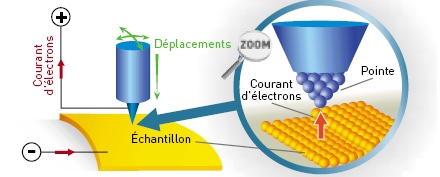 +
Courant
d'électrons
Déplacements
ZOOM
Courant
d'électrons
Pointe
Échantillon
−